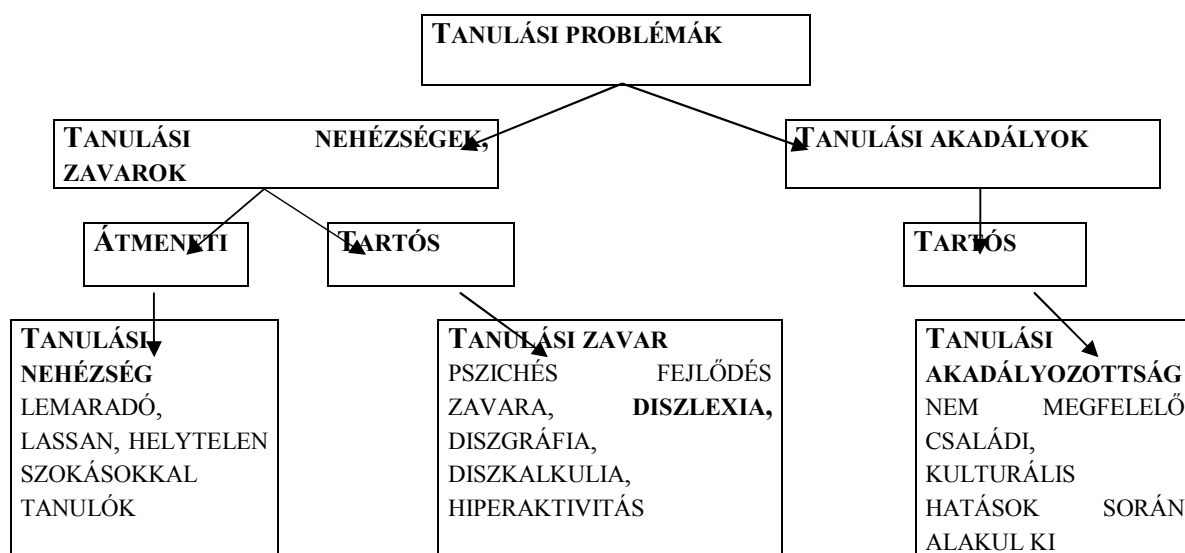 TANULÁSI PROBLÉMÁK
TANULÁSI NEHÉZSÉGEK,
ZAVAROK
TANULÁSI AKADÁLYOK
ÁTMENETI
TARTÓS
TARTÓS
TANULÁSI
NEHÉZSÉG
LEMARADÓ,
LASSAN, HELYTELEN
SZOKÁSOKKAL
TANULÓK
TANULÁSI ZAVAR
PSZICHÉS FEJLŐDÉS
ZAVARA, DISZLEXIA,
DISZGRÁFIA,
DISZKALKULIA,
HIPERAKTIVITÁS
TANULÁSI
AKADÁLYOZOTTSÁG
NEM MEGFELELŐ
CSALÁDI,
KULTURÁLIS
HATÁSOK SORÁN
ALAKUL KI